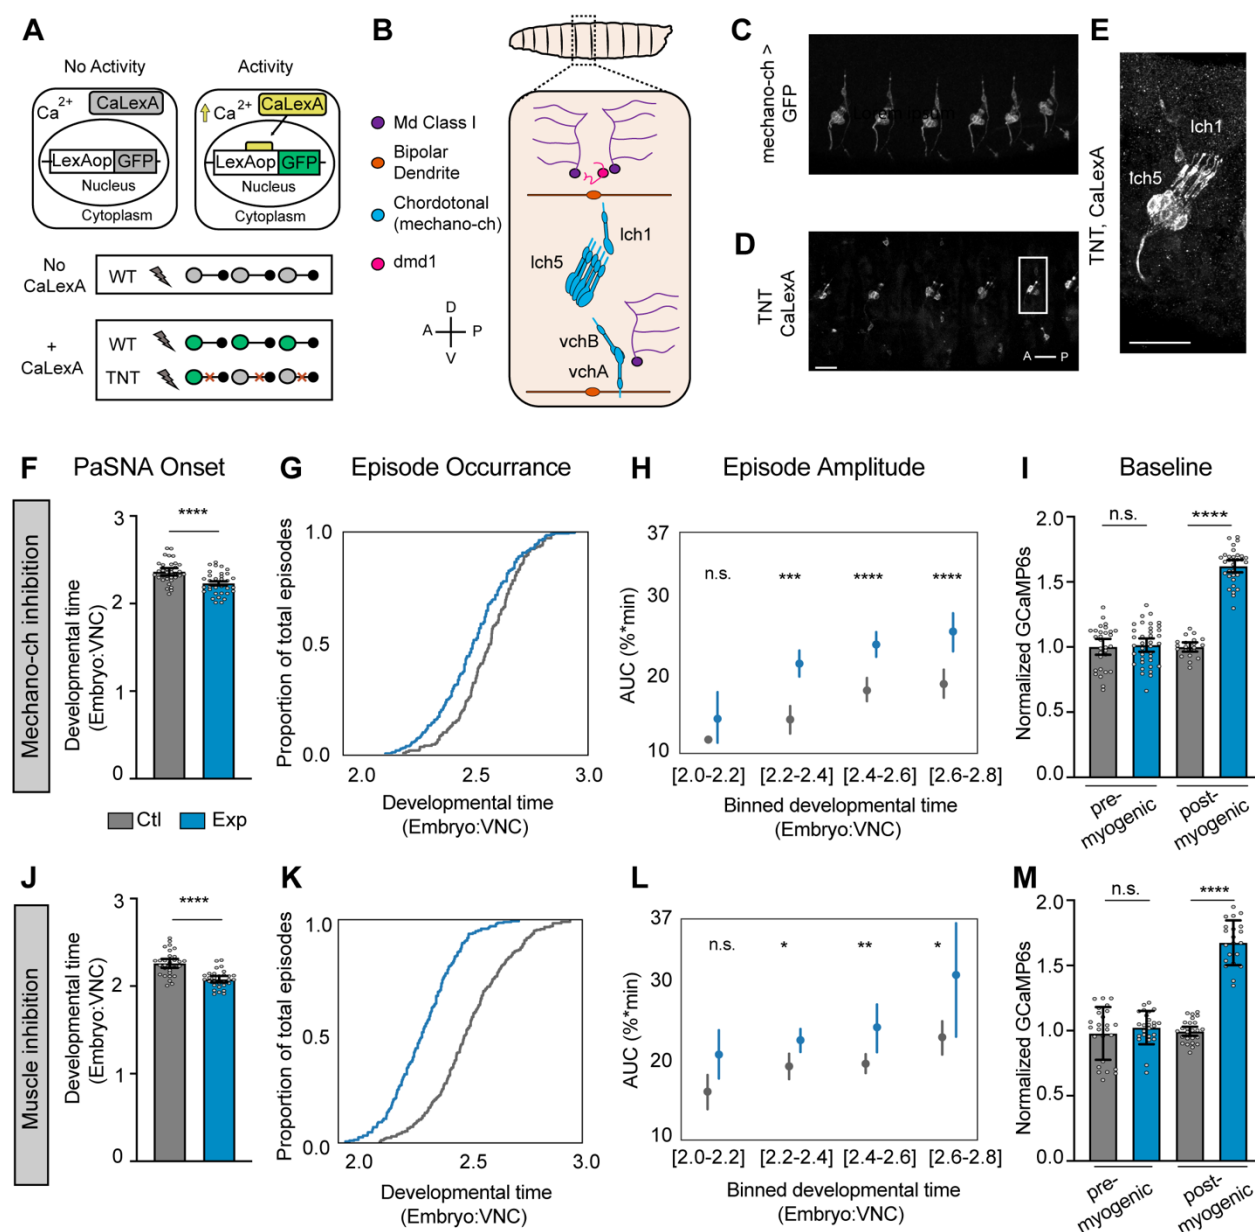 A
No Activity
Activity
Ca2+
CaLexA
Ca2+
CaLexA
LexAop
GFP
LexAop
GFP
Nucleus
Nucleus
Cytoplasm
Cytoplasm
No
CaLexA
WT
+
CaLexA
WT
TNT
B
Md Class I
Bipolar
Dendrite
Chordotonal
(mechano-ch)
dmd1
D
A
P
V
lch1
lch5
vchB
vchA
C
mechano-ch >
GFP
Lorem ipsum
D
TNT
CaLexA
A
P
E
TNT, CaLexA
lch1
lch5
Mechano-ch inhibition
F
PaSNA Onset
Developmental time
(Embryo:VNC)
3
2
1
0
****
Ctl
Exp
G
Episode Occurrance
Proportion of total episodes
1.0
0.5
0.0
2.0
2.5
3.0
Developmental time
(Embryo:VNC)
H
Episode Amplitude
AUC (%*min)
37
30
20
10
n.s.
***
****
****
[2.0-2.2]
[2.2-2.4]
[2.4-2.6]
[2.6-2.8]
Binned developmental time
(Embryo:VNC)
I
Baseline
Normalized GCaMP6s
2.0
1.5
1.0
0.5
0.0
n.s.
****
pre-
myogenic
post-
myogenic
Muscle inhibition
J
Developmental time
(Embryo:VNC)
3
2
1
0
****
K
Proportion of total episodes
1.0
0.5
0.0
2.0
2.5
3.0
Developmental time
(Embryo:VNC)
L
AUC (%*min)
37
30
20
10
n.s.
*
**
*
[2.0-2.2]
[2.2-2.4]
[2.4-2.6]
[2.6-2.8]
Binned developmental time
(Embryo:VNC)
M
Normalized GCaMP6s
2.0
1.5
1.0
0.5
0.0
n.s.
****
pre-
myogenic
post-
myogenic